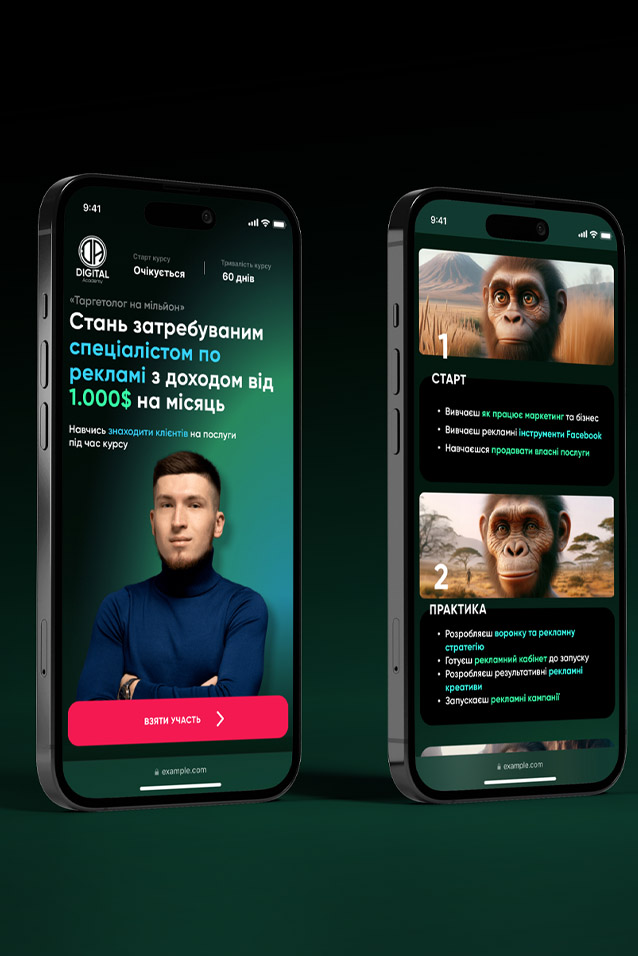 9:41
DIGITAL
Academy
Старт курсу
Очікується
Тривалість курсу
60 днів
«Таргетолог на мільйон»
Стань затребуваним
спеціалістом по
рекламі з доходом від
1.000$ на місяць
Навчись знаходити клієнтів на послуги
під час курсу
ВЗЯТИ УЧАСТЬ
example.com
9:41
1
СТАРТ
• Вивчаєш як працює маркетинг та бізнес
• Вивчаєш рекламні інструменти Facebook
• Навчаєшся продавати власні послуги
2
ПРАКТИКА
• Розробляєш воронку та рекламну
стратегію
• Готуєш рекламний кабінет до запуску
• Розробляєш результативні рекламні
креативи
• Запускаєш рекламні кампанії
example.com